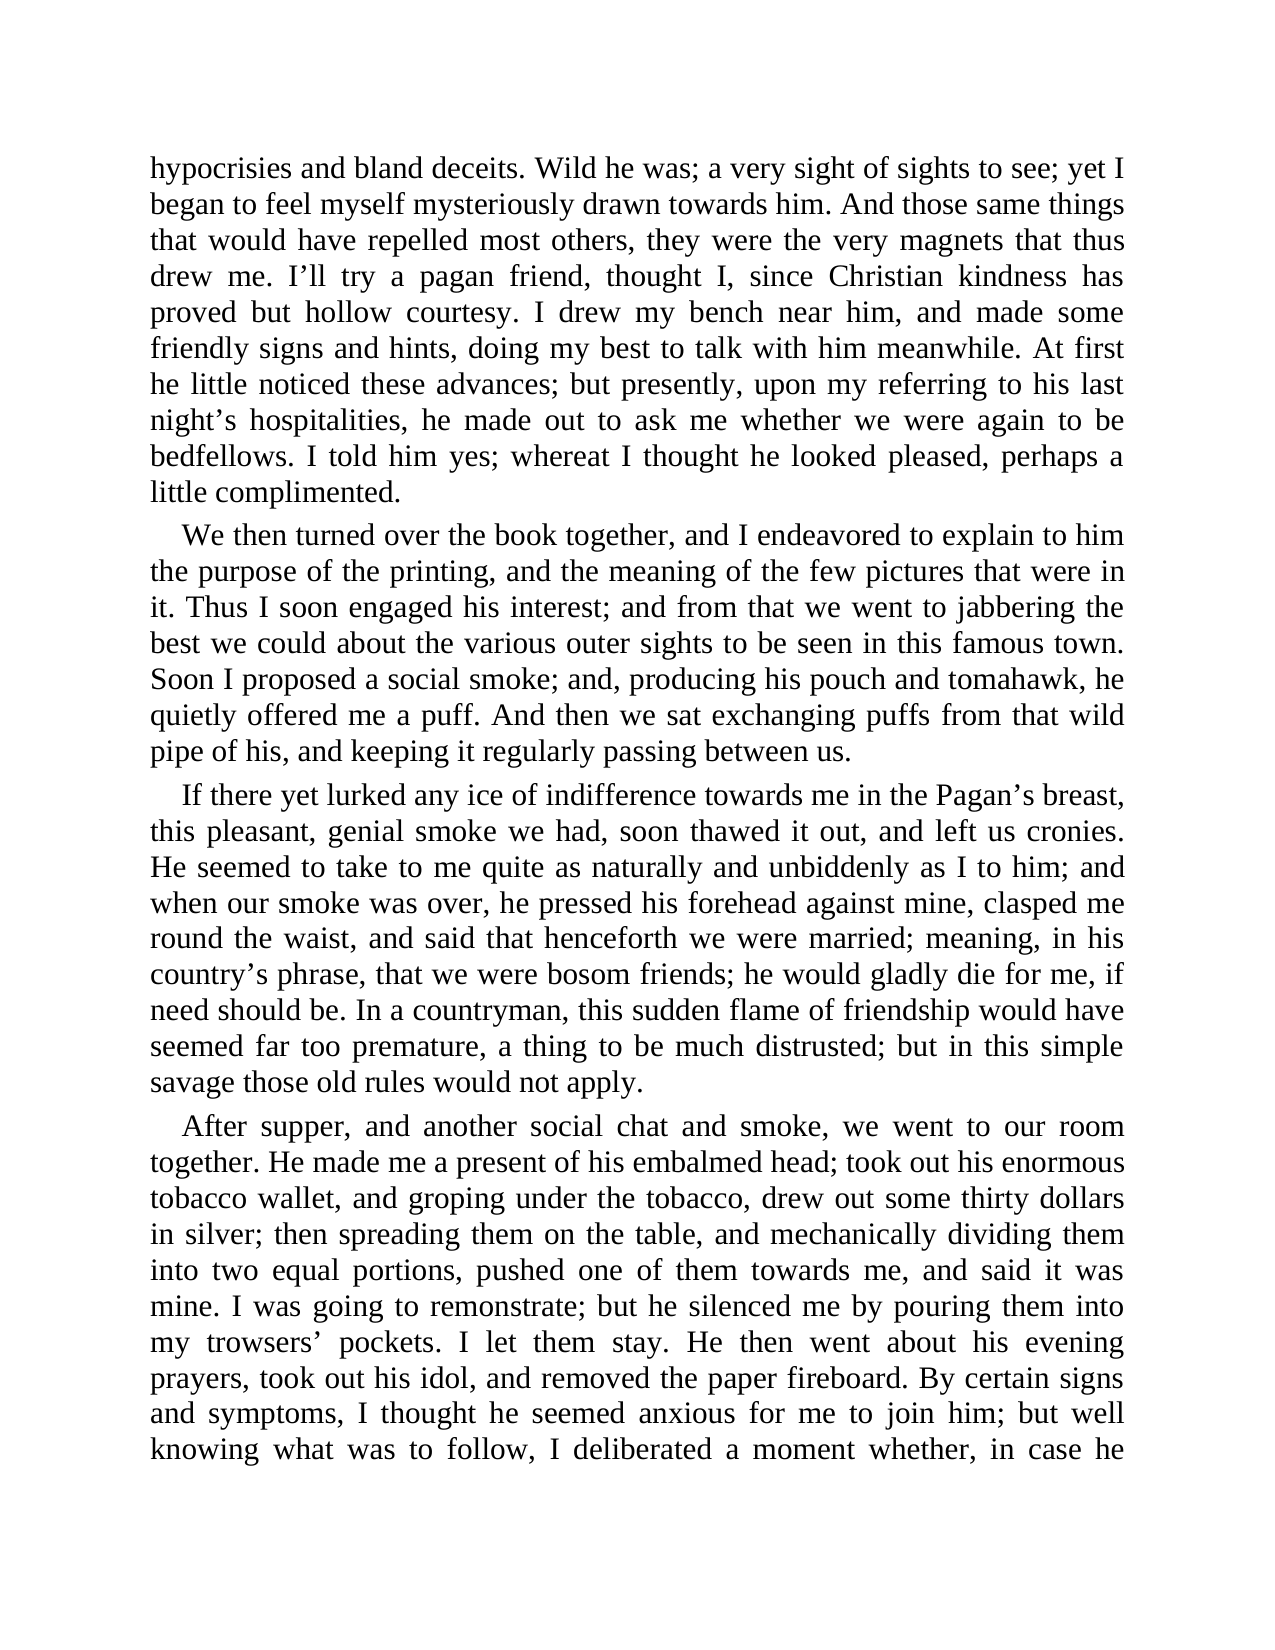 hypocrisies and bland deceits. Wild he was; a very sight of sights to see; yet I
began to feel myself mysteriously drawn towards him. And those same things
that would have repelled most others, they were the very magnets that thus
drew me. I’ll try a pagan friend, thought I, since Christian kindness has
proved but hollow courtesy. I drew my bench near him, and made some
friendly signs and hints, doing my best to talk with him meanwhile. At first
he little noticed these advances; but presently, upon my referring to his last
night’s hospitalities, he made out to ask me whether we were again to be
bedfellows. I told him yes; whereat I thought he looked pleased, perhaps a
little complimented.
We then turned over the book together, and I endeavored to explain to him
the purpose of the printing, and the meaning of the few pictures that were in
it. Thus I soon engaged his interest; and from that we went to jabbering the
best we could about the various outer sights to be seen in this famous town.
Soon I proposed a social smoke; and, producing his pouch and tomahawk, he
quietly offered me a puff. And then we sat exchanging puffs from that wild
pipe of his, and keeping it regularly passing between us.
If there yet lurked any ice of indifference towards me in the Pagan’s breast,
this pleasant, genial smoke we had, soon thawed it out, and left us cronies.
He seemed to take to me quite as naturally and unbiddenly as I to him; and
when our smoke was over, he pressed his forehead against mine, clasped me
round the waist, and said that henceforth we were married; meaning, in his
country’s phrase, that we were bosom friends; he would gladly die for me, if
need should be. In a countryman, this sudden flame of friendship would have
seemed far too premature, a thing to be much distrusted; but in this simple
savage those old rules would not apply.
After supper, and another social chat and smoke, we went to our room
together. He made me a present of his embalmed head; took out his enormous
tobacco wallet, and groping under the tobacco, drew out some thirty dollars
in silver; then spreading them on the table, and mechanically dividing them
into two equal portions, pushed one of them towards me, and said it was
mine. I was going to remonstrate; but he silenced me by pouring them into
my trowsers’ pockets. I let them stay. He then went about his evening
prayers, took out his idol, and removed the paper fireboard. By certain signs
and symptoms, I thought he seemed anxious for me to join him; but well
knowing what was to follow, I deliberated a moment whether, in case he